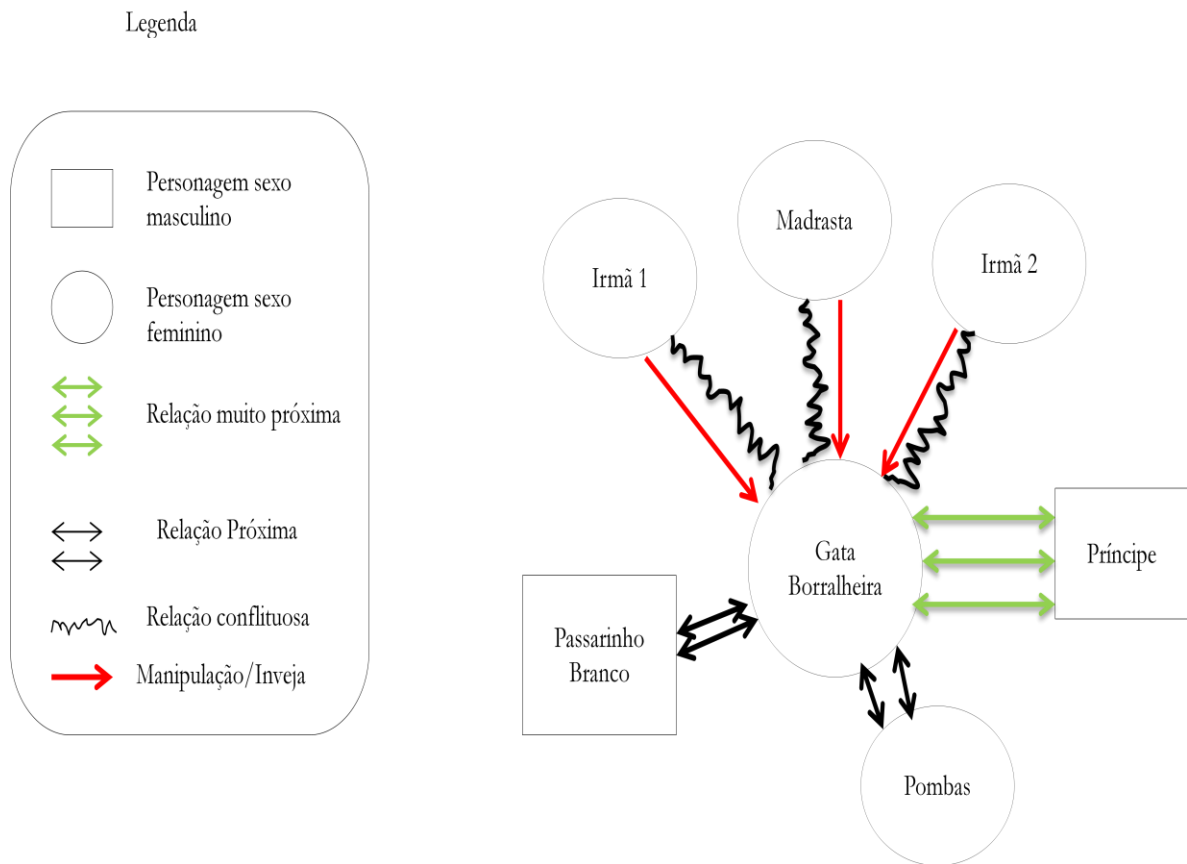 Legenda
Personagem sexo
masculino
Personagem sexo
feminino
Relação muito próxima
Relação Próxima
Relação conflituosa
Manipulação/Inveja
Irmã 1
Madrasta
Irmã 2
Gata
Borralheira
Príncipe
Passarinho
Branco
Pombas